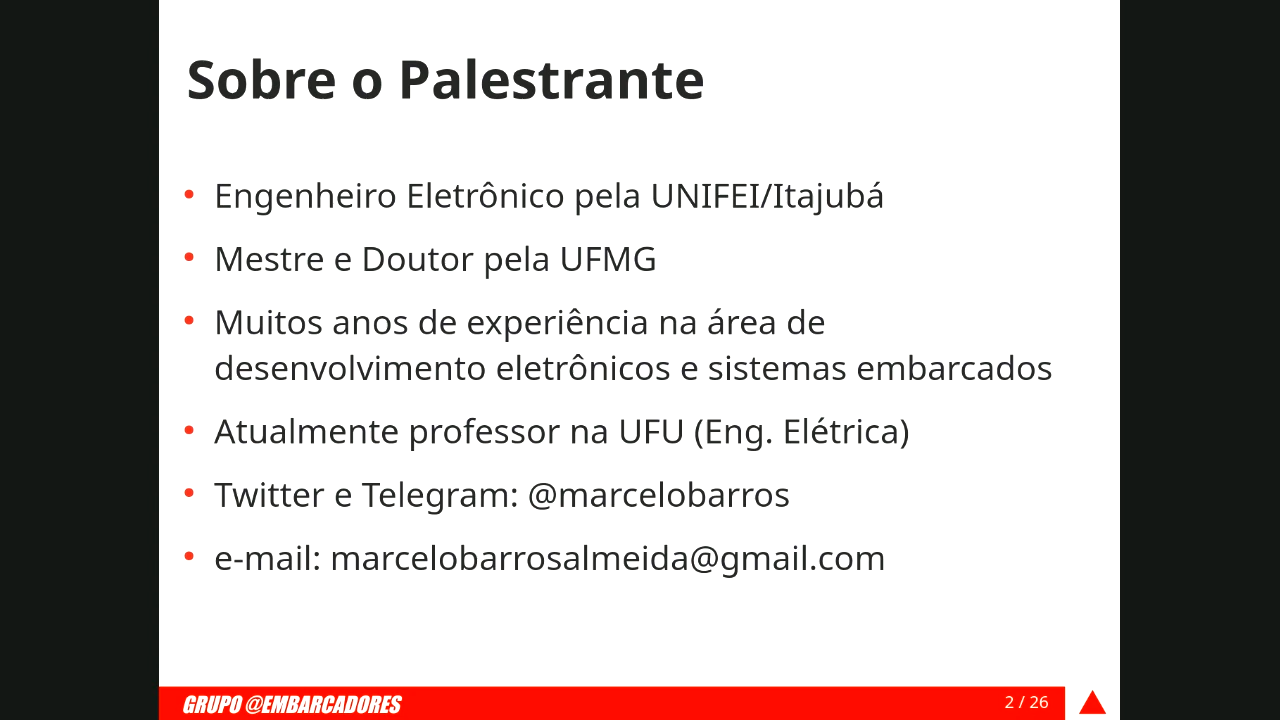 Sobre o Palestrante
• Engenheiro Eletrônico pela UNIFEI/Itajubá
• Mestre e Doutor pela UFMG
• Muitos anos de experiência na área de
desenvolvimento eletrônicos e sistemas embarcados
• Atualmente professor na UFU (Eng. Elétrica)
• Twitter e Telegram: @marcelobarros
• e-mail: marcelobarrosalmeida@gmail.com
GRUPO @EMBARCADORES
2 / 26